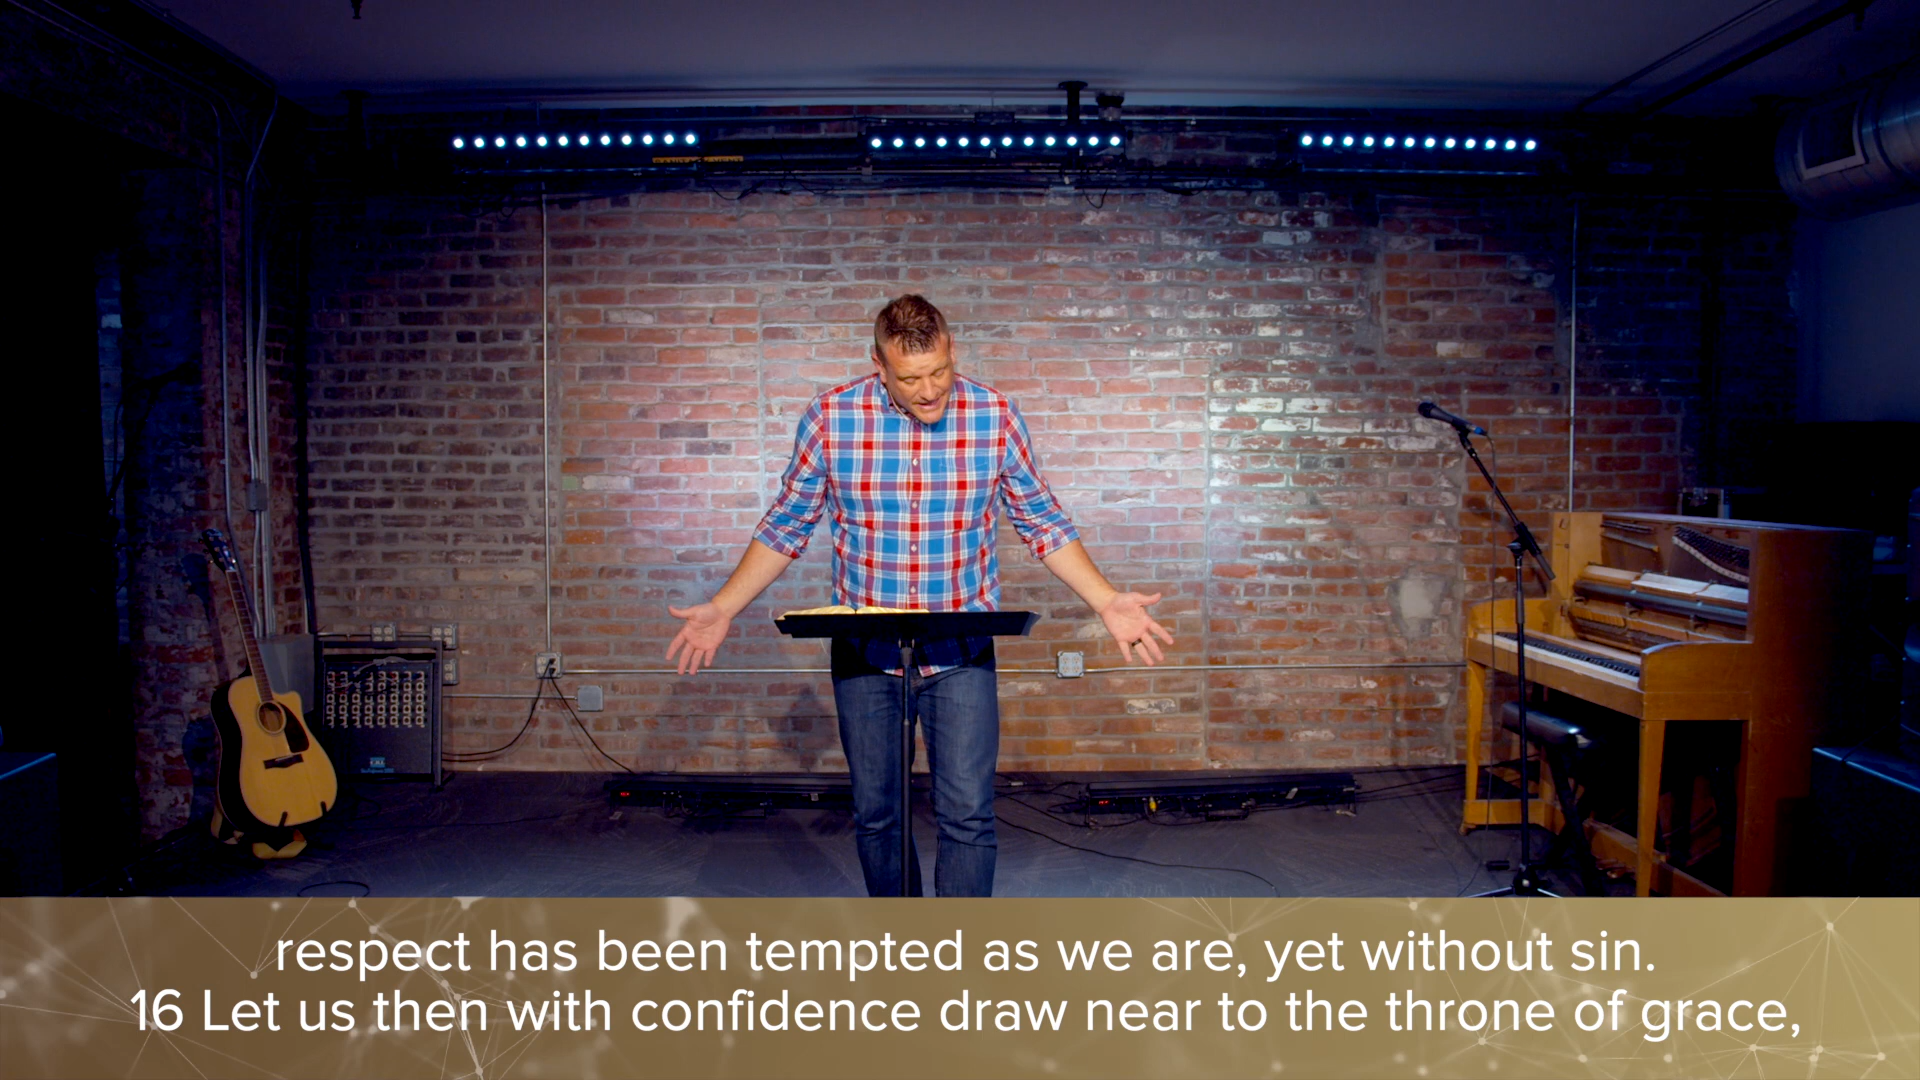 respect has been tempted as we are, yet without sin.
16 Let us then with confidence draw near to the throne of grace,